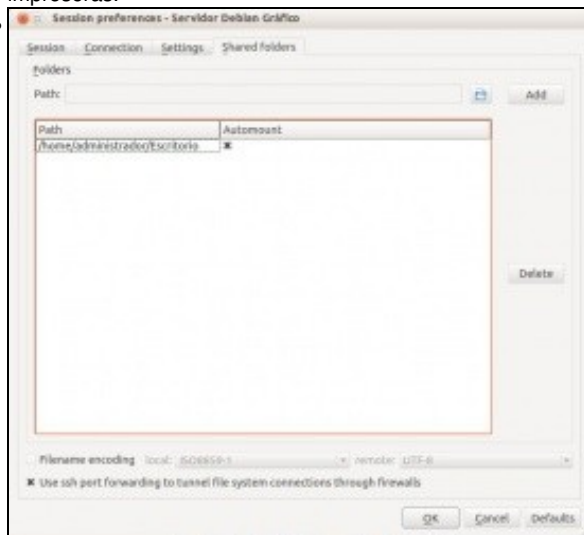 impresoras.
Session preferences - Servidor Debian Gráfico
Session Connection Settings Shared folders
Folders
Path: Add
Path Automount
/home/administrador/Escritorio
Delete
Filename encoding local: ISO8859-1 remote: UTF-8
Use ssh port forwarding to tunnel file system connections through firewalls
OK Cancel Defaults